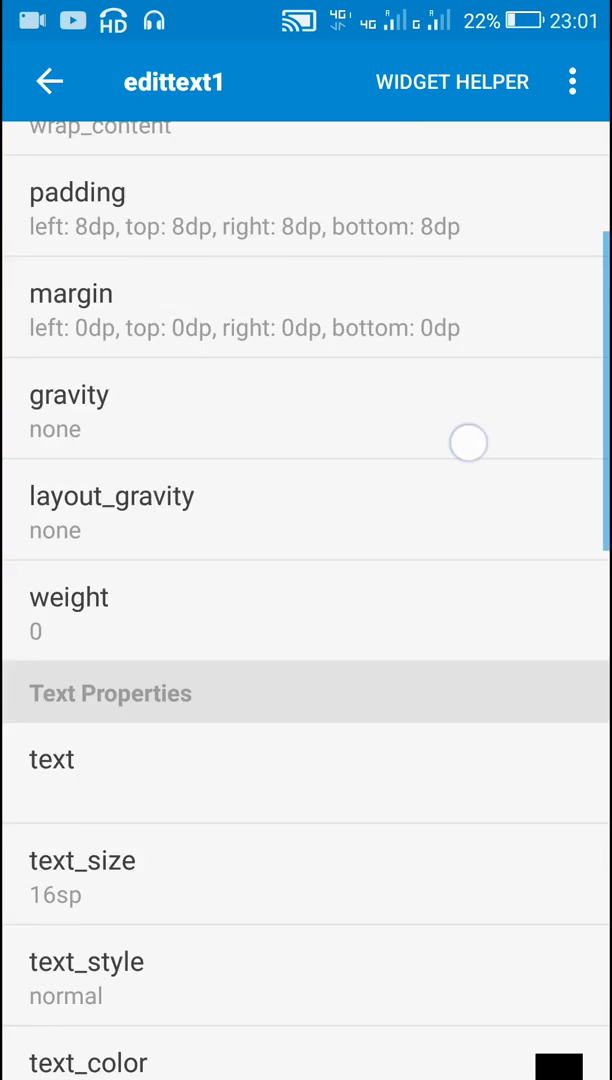 HD 4G 4G R G R 22% 23:01
edittext1 WIDGET HELPER
wrap_content
padding
left: 8dp, top: 8dp, right: 8dp, bottom: 8dp
margin
left: 0dp, top: 0dp, right: 0dp, bottom: 0dp
gravity
none
layout_gravity
none
weight
0
Text Properties
text
text_size
16sp
text_style
normal
text_color